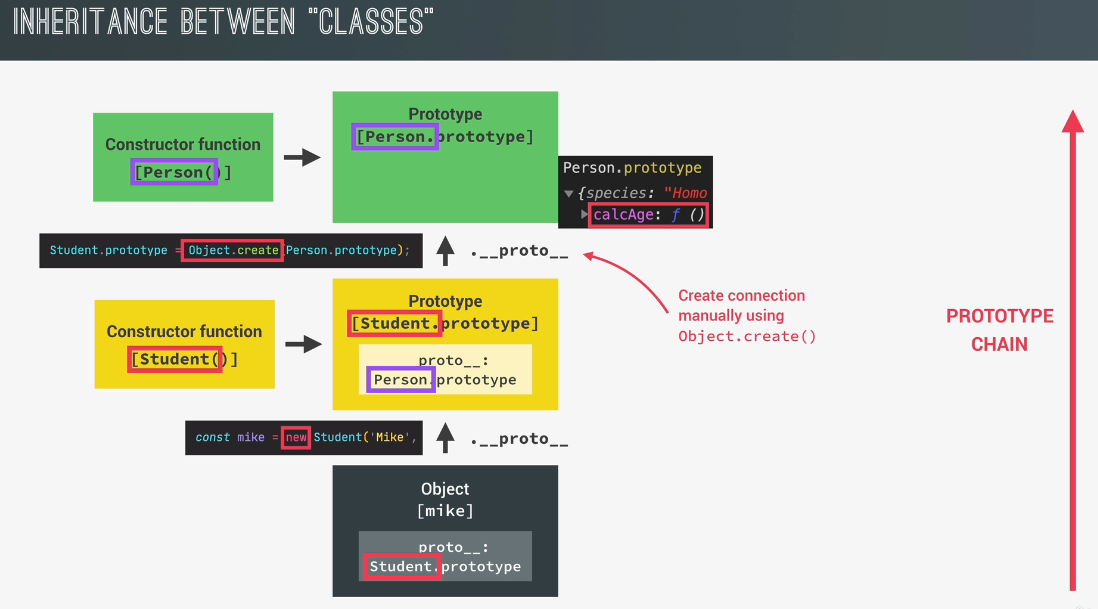 INHERITANCE BETWEEN "CLASSES"
Prototype
[Person.prototype]
Constructor function
[Person()]
Person.prototype
▼{species: "Homo
▶calcAge: ƒ ()
Student.prototype = Object.create(Person.prototype);
.__proto__
Create connection
manually using
Object.create()
PROTOTYPE
CHAIN
Prototype
[Student.prototype]
Constructor function
[Student()]
proto__:
Person.prototype
const mike = new Student('Mike',
.__proto__
Object
[mike]
proto__:
Student.prototype